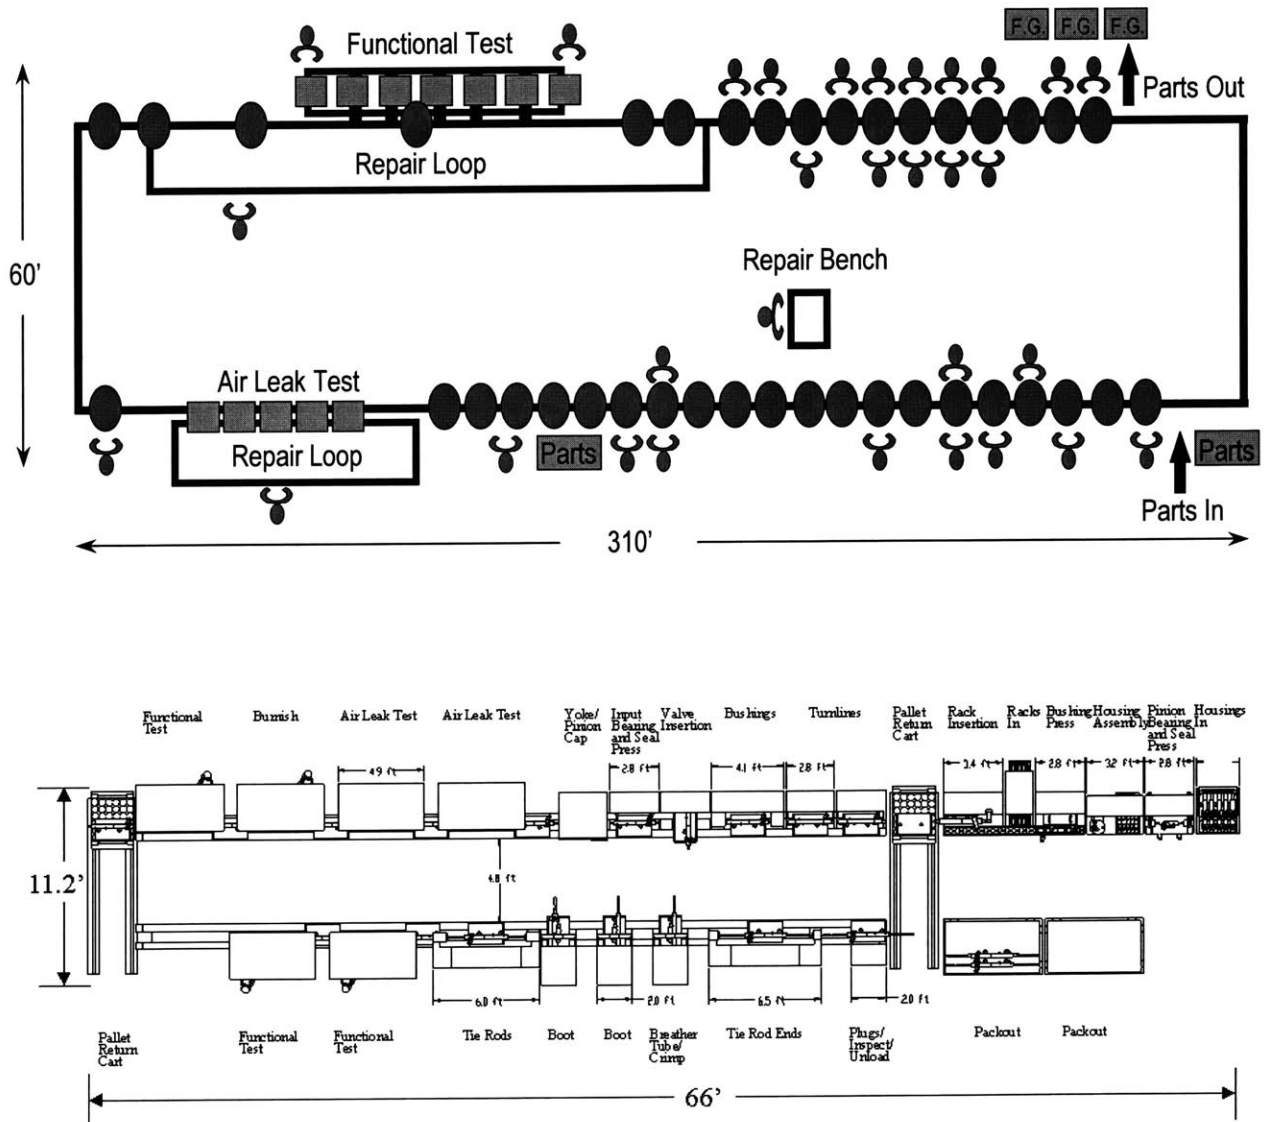 F.G. F.G. F.G.
Functional Test
Parts Out
Repair Loop
60'
Repair Bench
Air Leak Test
Parts
Repair Loop
Parts
Parts In
310'
Functional
Test
Burnish
Air Leak Test
Air Leak Test
Yoke/
Pinion
Cap
Input
Bearing
and Seal
Press
Valve
Insertion
Bushings
Turnlines
Pallet
Return
Cart
Rack
Insertion
Racks
In
Bushing
Press
Housing
Assembly
Pinion
Bearing
and Seal
Press
Housings
In
4.9 ft
2.8 ft
4.1 ft
2.8 ft
3.4 ft
2.8 ft
3.2 ft
2.8 ft
11.2'
4.8 ft
6.0 ft
2.0 ft
6.5 ft
2.0 ft
Pallet
Return
Cart
Functional
Test
Functional
Test
Tie Rods
Boot
Boot
Breather
Tube/
Crimp
Tie Rod Ends
Plugs/
Inspect/
Unload
Packout
Packout
66'